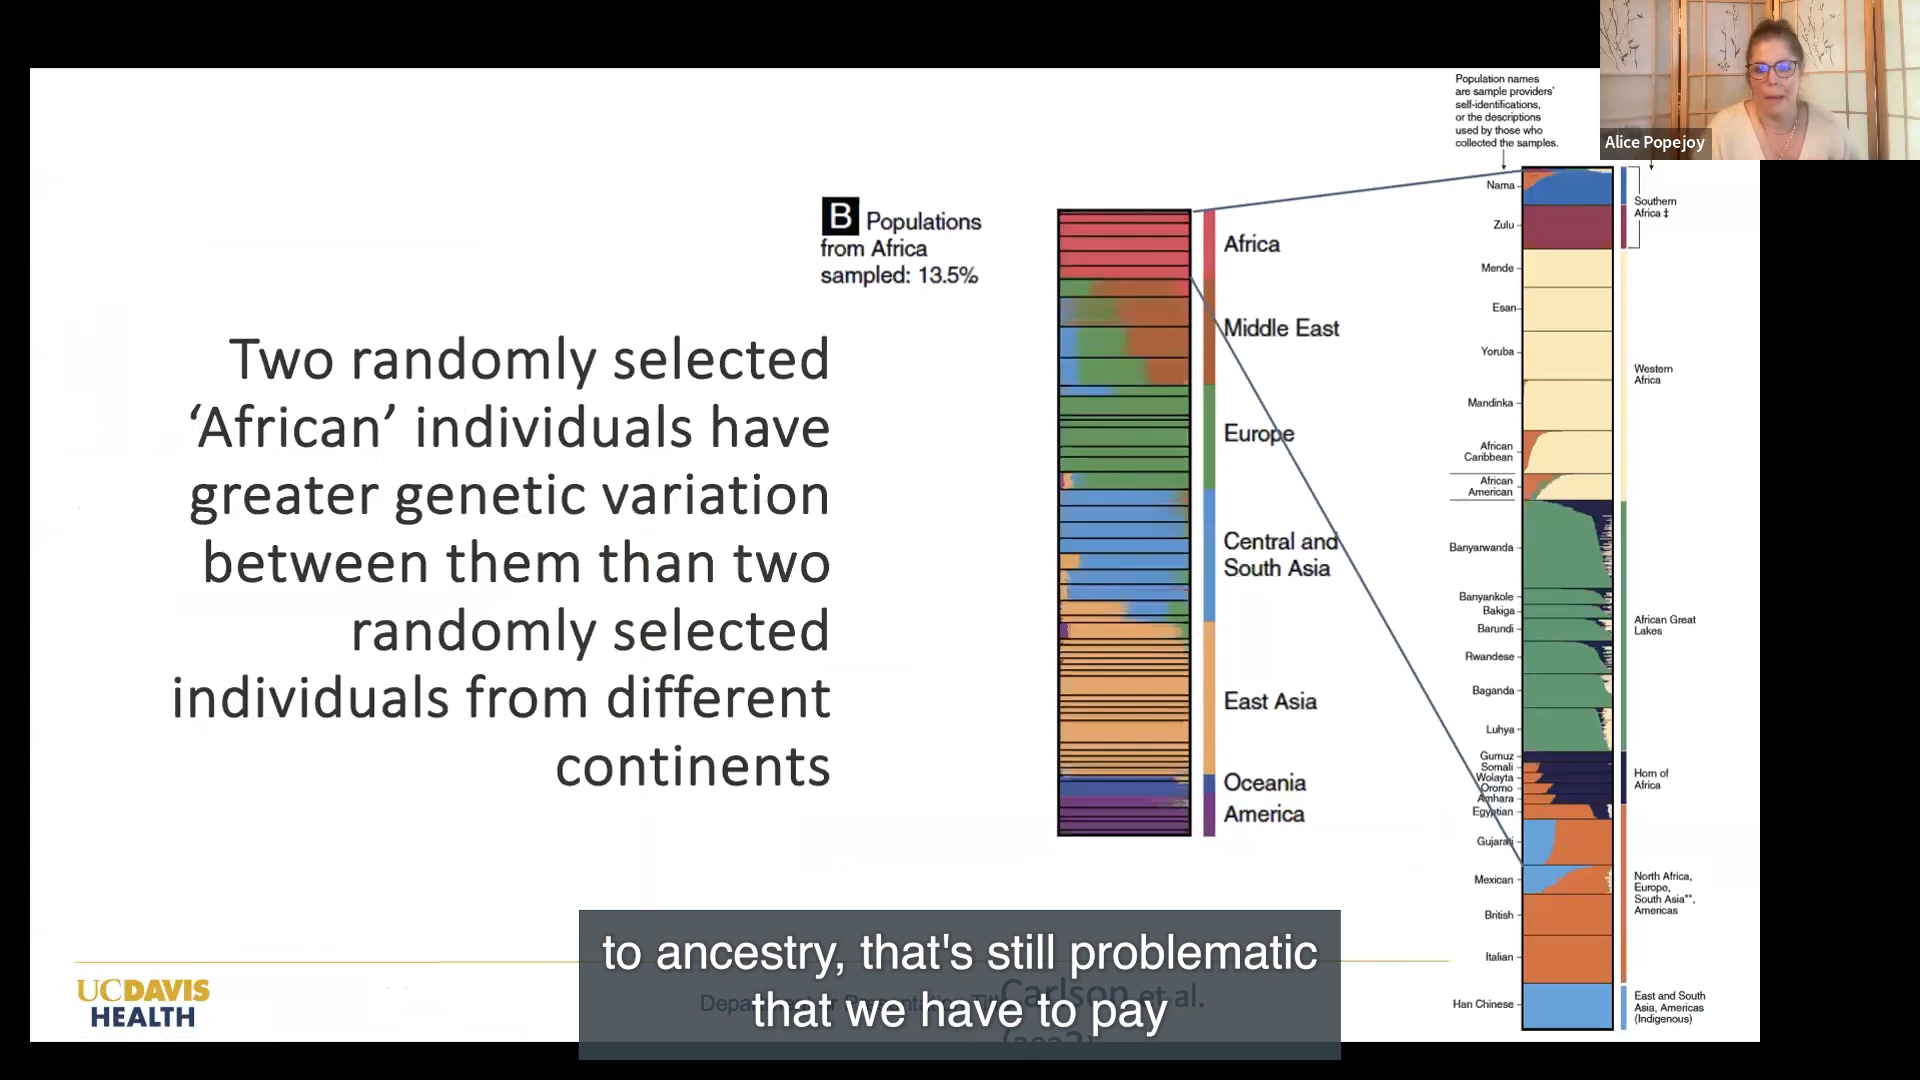 Population names
are sample providers'
self-identifications,
or the descriptions
used by those who
collected the samples.
Alice Popejoy
B Populations
from Africa
sampled: 13.5%
Two randomly selected
‘African’ individuals have
greater genetic variation
between them than two
randomly selected
individuals from different
continents
Africa
Middle East
Europe
Central and
South Asia
East Asia
Oceania
America
Nama
Zulu
Mende
Esan
Yoruba
Mandinka
African
Caribbean
African
American
Banyarwanda
Banyankole
Bakiga
Barundi
Rwandese
Baganda
Luhya
Gumuz
Somali
Wolayta
Oromo
Amhara
Egyptian
Gujarati
Mexican
British
Italian
Han Chinese
Southern
Africa ‡
Western
Africa
African Great
Lakes
Horn of
Africa
North Africa,
Europe,
South Asia**,
Americas
East and South
Asia, Americas
(Indigenous)
to ancestry, that's still problematic
that we have to pay
Carlson et al.
UCDAVIS
HEALTH